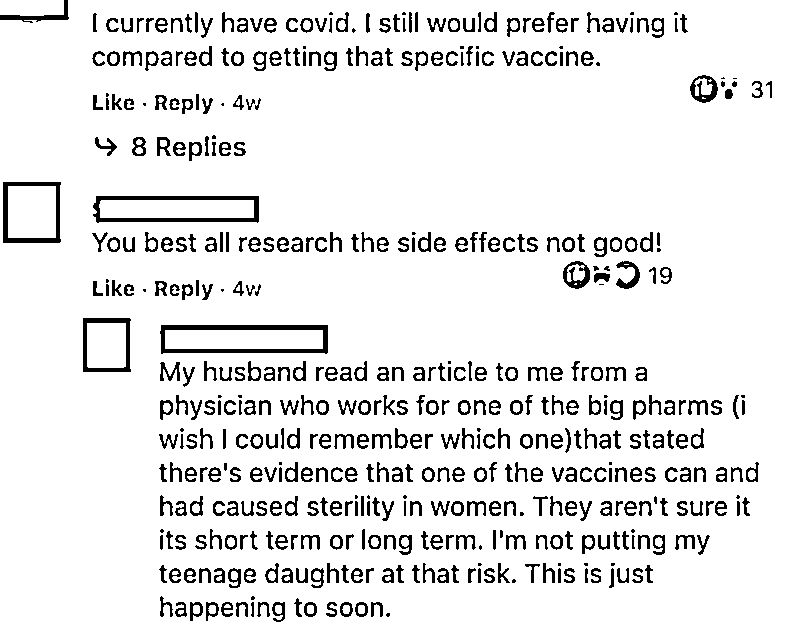 I currently have covid. I still would prefer having it
compared to getting that specific vaccine.
Like · Reply · 4w
31
8 Replies
You best all research the side effects not good!
Like · Reply · 4w
19
My husband read an article to me from a
physician who works for one of the big pharms (i
wish I could remember which one)that stated
there's evidence that one of the vaccines can and
had caused sterility in women. They aren't sure it
its short term or long term. I'm not putting my
teenage daughter at that risk. This is just
happening to soon.